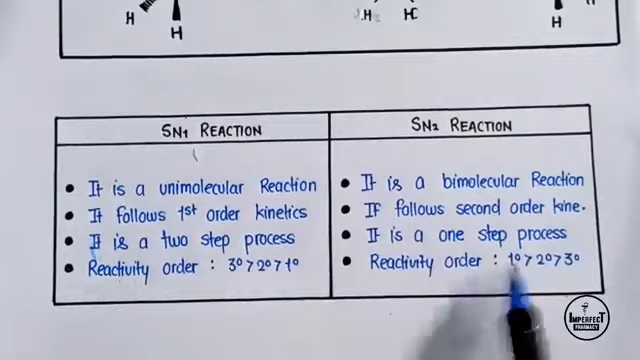 H
H
H
HC
H
SN1 REACTION
SN2 REACTION
• It is a unimolecular Reaction
• It follows 1st order kinetics
• It is a two step process
• Reactivity order : 3° > 2° > 1°
• It is a bimolecular Reaction
• If follows second order kine.
• It is a one step process
• Reactivity order : 1° > 2° > 3°
IMPERFECT
PHARMACY